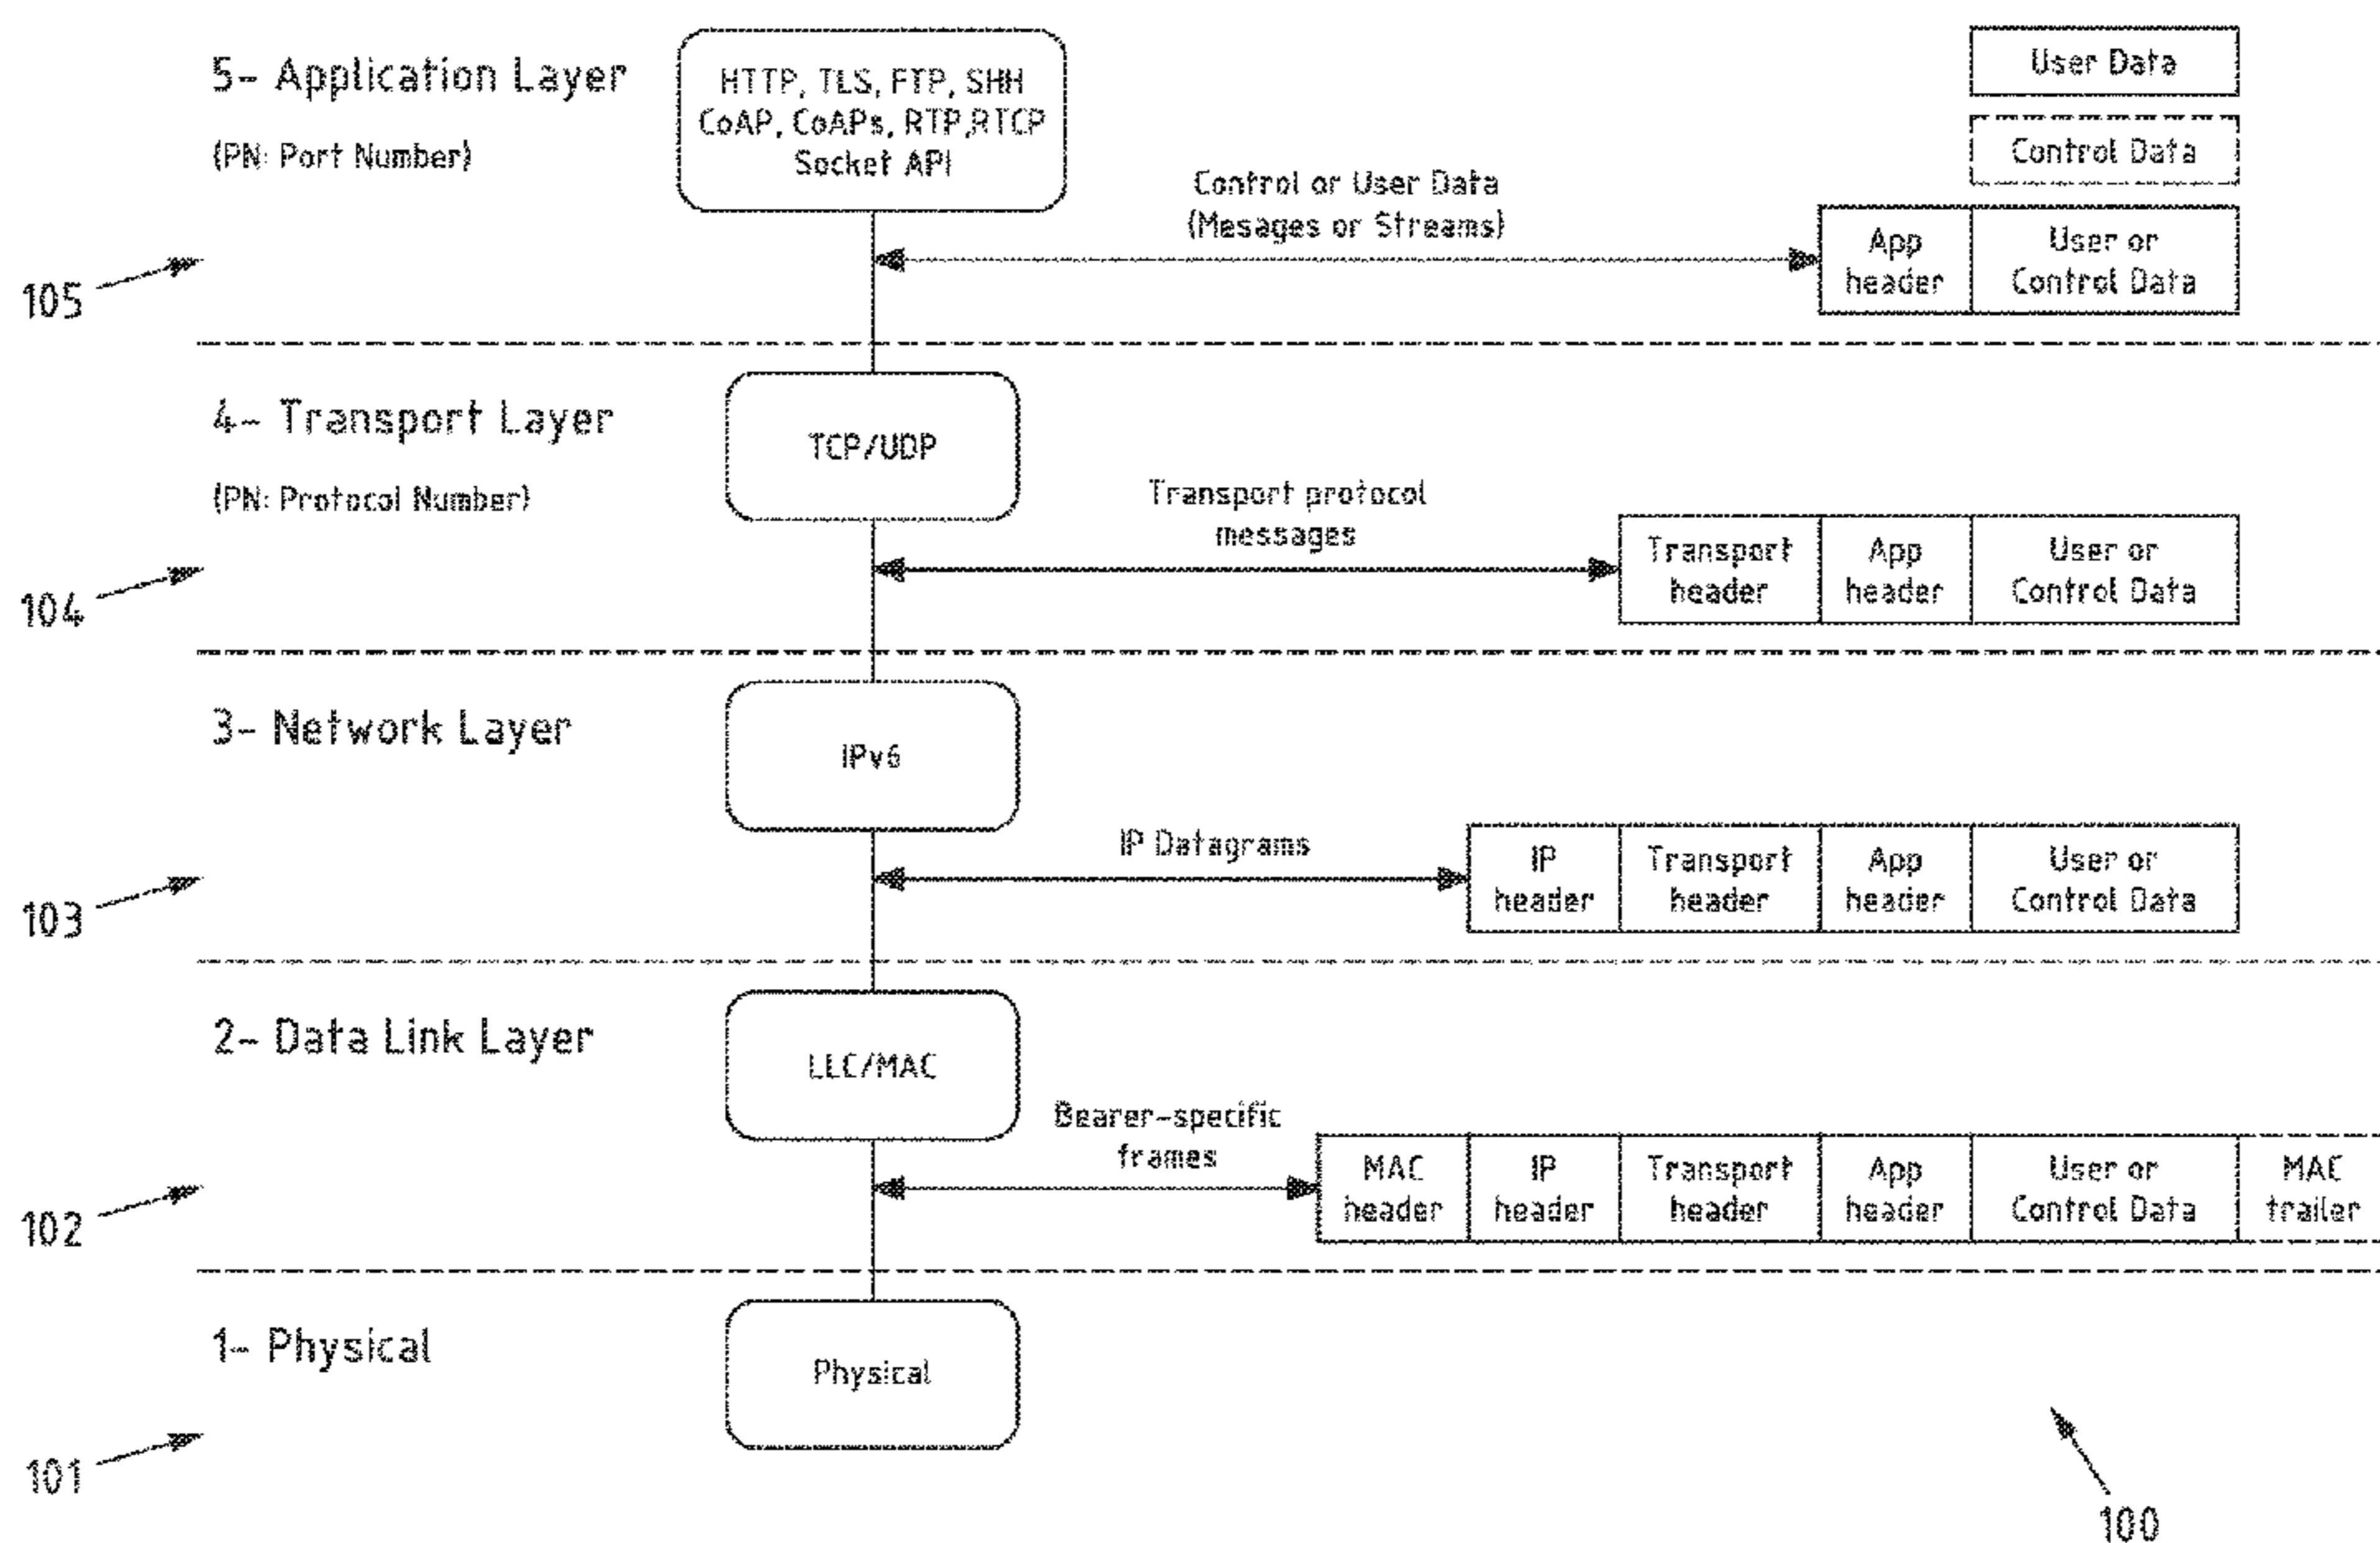 5- Application Layer
(PN: Port Number)
HTTP, TLS, FTP, SHH
CoAP, CoAPs, RTP,RTCP
Socket API
User Data
Control Data
Control or User Data
(Mesages or Streams)
App
header
User or
Control Data
105
4- Transport Layer
(PN: Protocol Number)
TCP/UDP
Transport protocol
messages
Transport
header
App
header
User or
Control Data
104
3- Network Layer
IPv6
IP Datagrams
IP
header
Transport
header
App
header
User or
Control Data
103
2- Data Link Layer
LLC/MAC
Bearer-specific
frames
MAC
header
IP
header
Transport
header
App
header
User or
Control Data
MAC
trailer
102
1- Physical
Physical
101
100